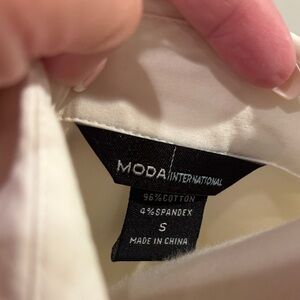 MODA INTERNATIONAL
96% COTTON
4% SPANDEX
S
MADE IN CHINA